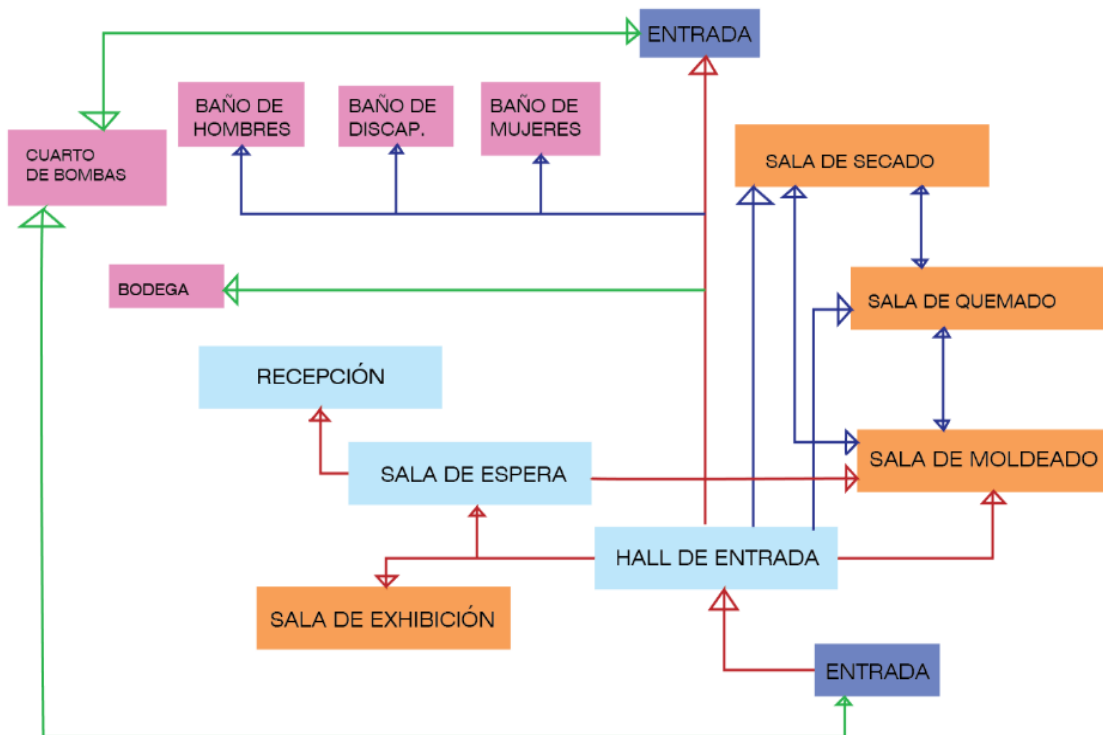 ENTRADA
BAÑO DE
HOMBRES
BAÑO DE
DISCAP.
BAÑO DE
MUJERES
CUARTO
DE BOMBAS
SALA DE SECADO
BODEGA
SALA DE QUEMADO
RECEPCIÓN
SALA DE ESPERA
SALA DE MOLDEADO
HALL DE ENTRADA
SALA DE EXHIBICIÓN
ENTRADA